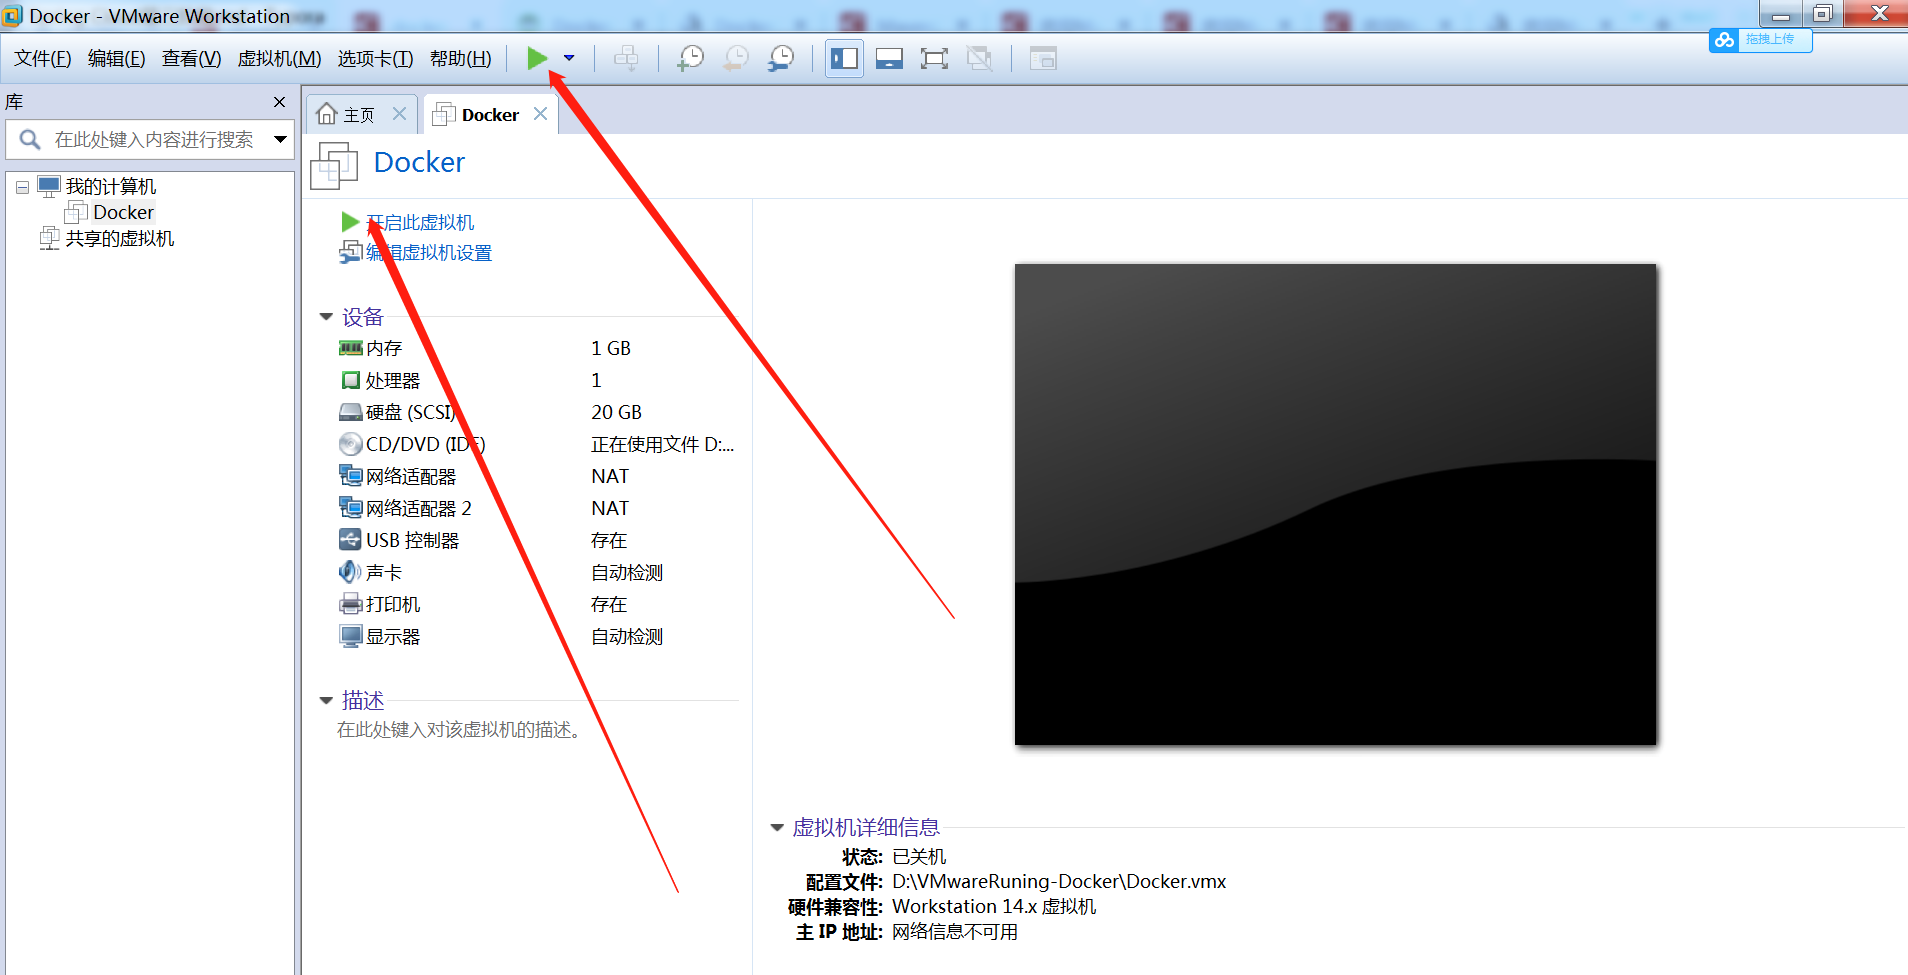 Docker - VMware Workstation
拖拽上传
文件(F) 编辑(E) 查看(V) 虚拟机(M) 选项卡(T) 帮助(H)
库
在此处键入内容进行搜索
我的计算机
Docker
共享的虚拟机
主页
Docker
Docker
开启此虚拟机
编辑虚拟机设置
设备
内存 1 GB
处理器 1
硬盘 (SCSI) 20 GB
CD/DVD (IDE) 正在使用文件 D:...
网络适配器 NAT
网络适配器 2 NAT
USB 控制器 存在
声卡 自动检测
打印机 存在
显示器 自动检测
描述
在此处键入对该虚拟机的描述。
虚拟机详细信息
状态: 已关机
配置文件: D:\VMwareRuning-Docker\Docker.vmx
硬件兼容性: Workstation 14.x 虚拟机
主 IP 地址: 网络信息不可用